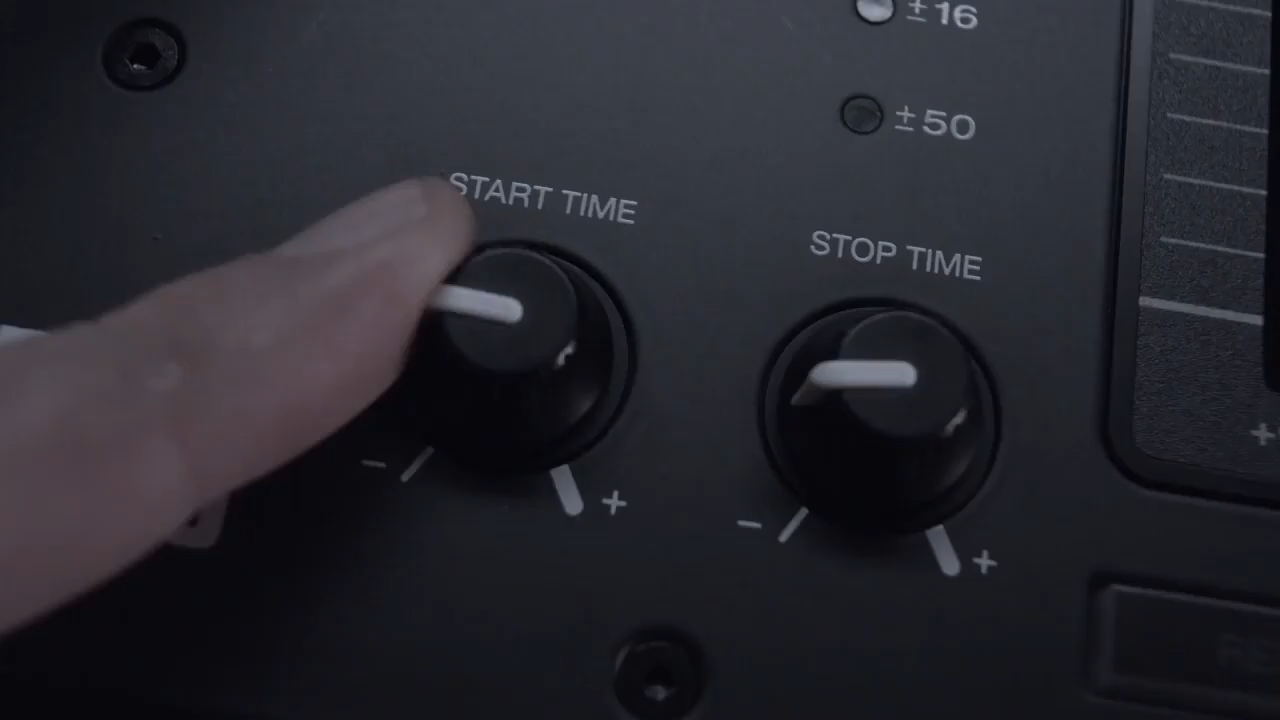 ±16
±50
START TIME
STOP TIME
- +
- +
+